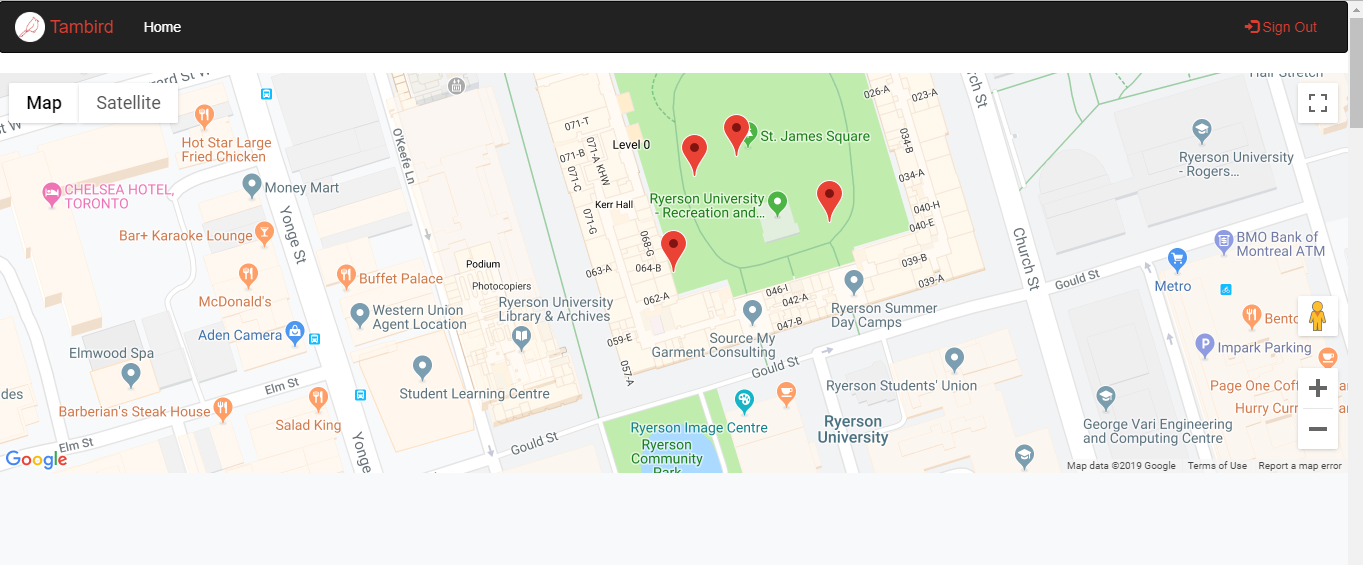 Tambird
Home
Sign Out
Map
Satellite
St W
Hot Star Large
Fried Chicken
CHELSEA HOTEL,
TORONTO
Money Mart
Bar+ Karaoke Lounge
Yonge St
McDonald's
Buffet Palace
Western Union
Agent Location
Aden Camera
Elmwood Spa
des
Elm St
Barberian's Steak House
Salad King
Elm St
Yonge St
Student Learning Centre
O'Keefe Ln
Podium
Photocopiers
Ryerson University
Library & Archives
071-T
071-B
071-A KHW
071-C
Level 0
Kerr Hall
071-G
068-G
063-A
064-B
062-A
059-E
057-A
St. James Square
Ryerson University
- Recreation and...
026-A
023-A
034-B
034-A
040-H
040-E
039-B
039-A
046-I
042-A
047-B
Source My
Garment Consulting
Ryerson Summer
Day Camps
Gould St
Gould St
Gould St
Ryerson Students' Union
Ryerson Image Centre
Ryerson
Community
Park
Ryerson
University
Church St
Church St
Hall Stretch
Ryerson University
- Rogers...
BMO Bank of
Montreal ATM
Metro
Bento
Impark Parking
Page One Coff
Hurry Curr
George Vari Engineering
and Computing Centre
Google
Map data ©2019 Google
Terms of Use
Report a map error